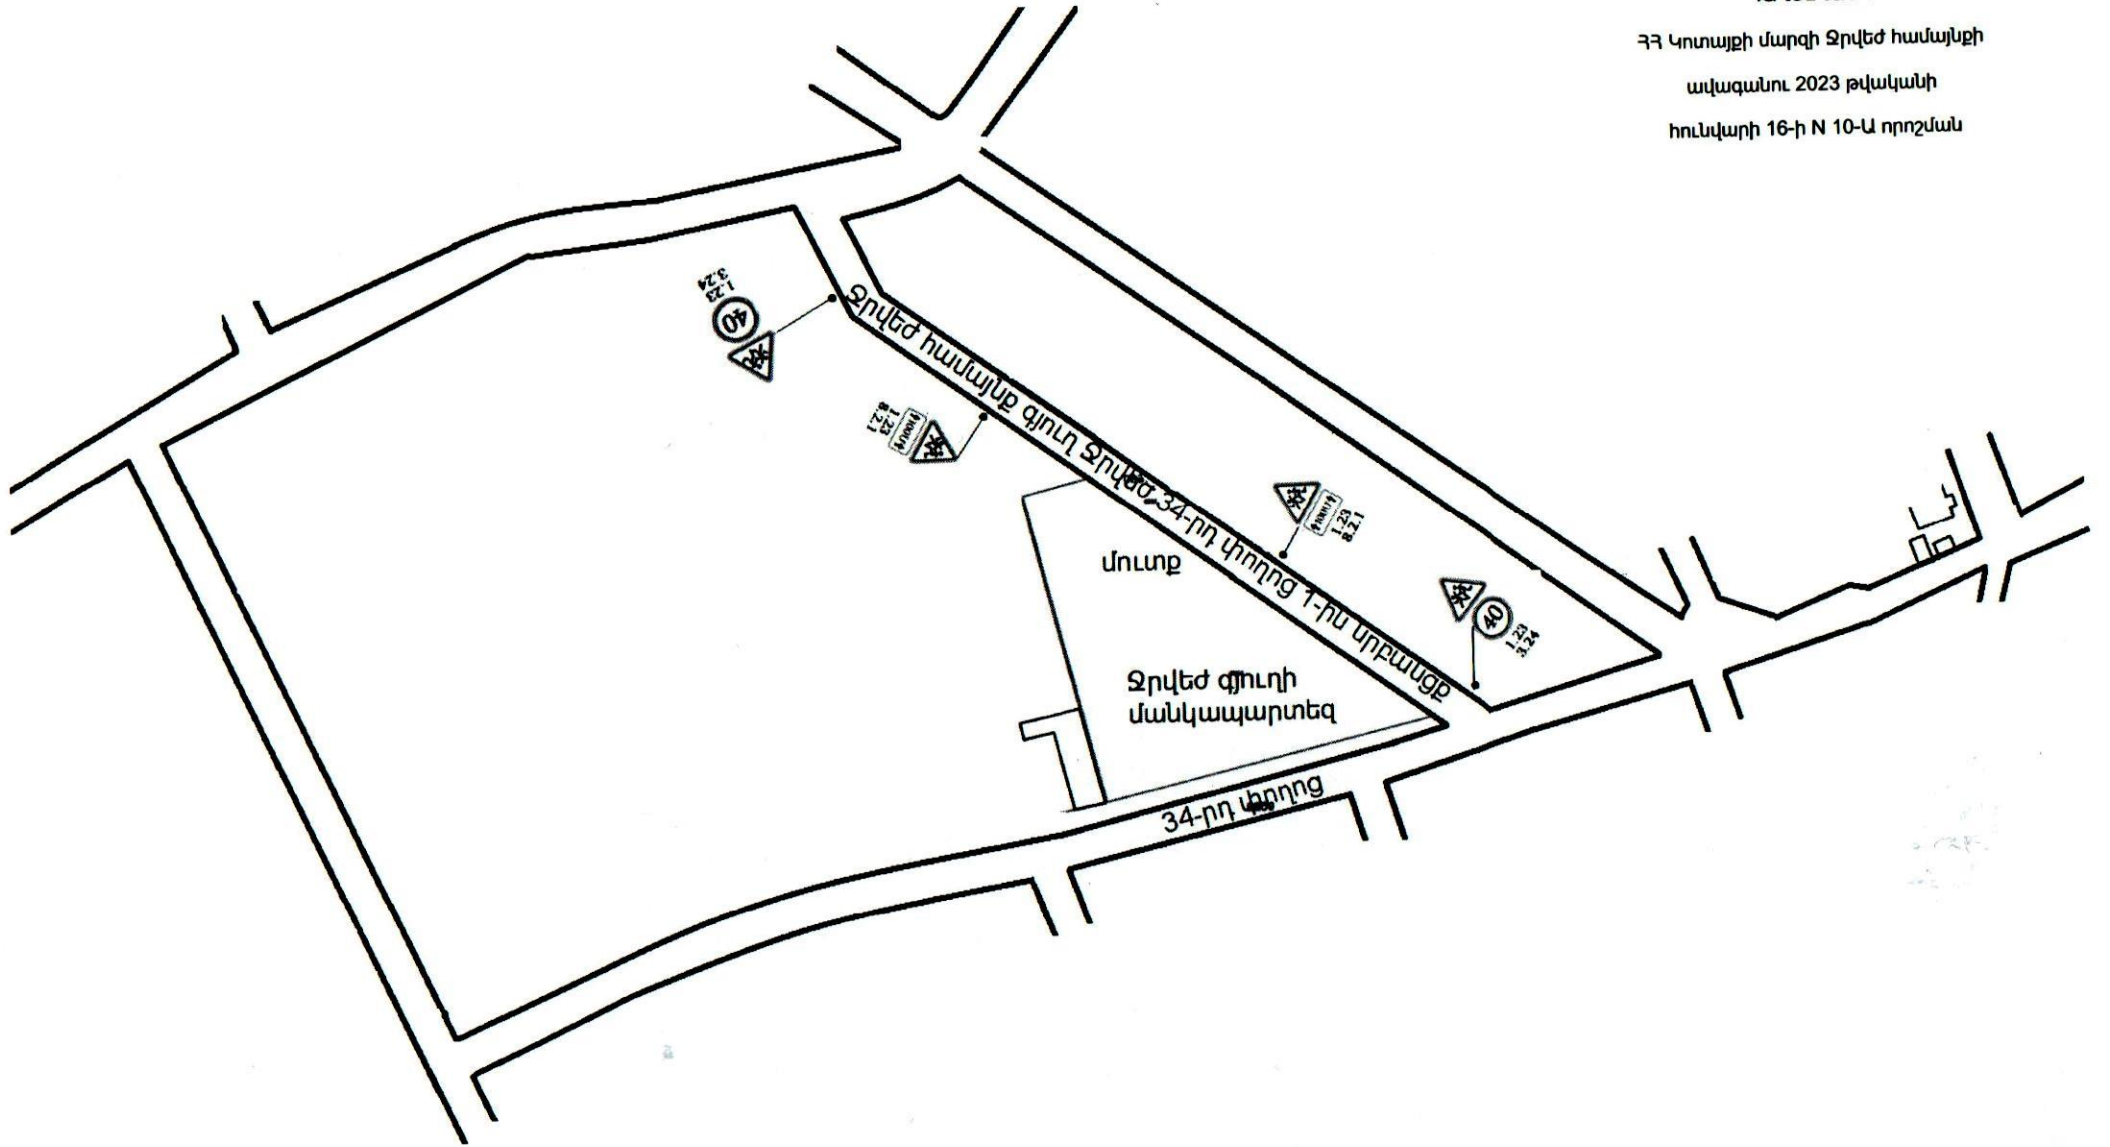 ՀՀ Կոտայքի մարզի Ջրվեժ համայնքի
ավագանու 2023 թվականի
հունվարի 16-ի N 10-Ա որոշման
3.24
1.23
40
Ջրվեժ համայնք գյուղ Ջրվեժ 34-րդ փողոց 1-ին նրբանցք
1.23
8.2.1
1.23
8.2.1
մուտք
40
1.23
3.24
Ջրվեժ գյուղի
մանկապարտեզ
34-րդ փողոց